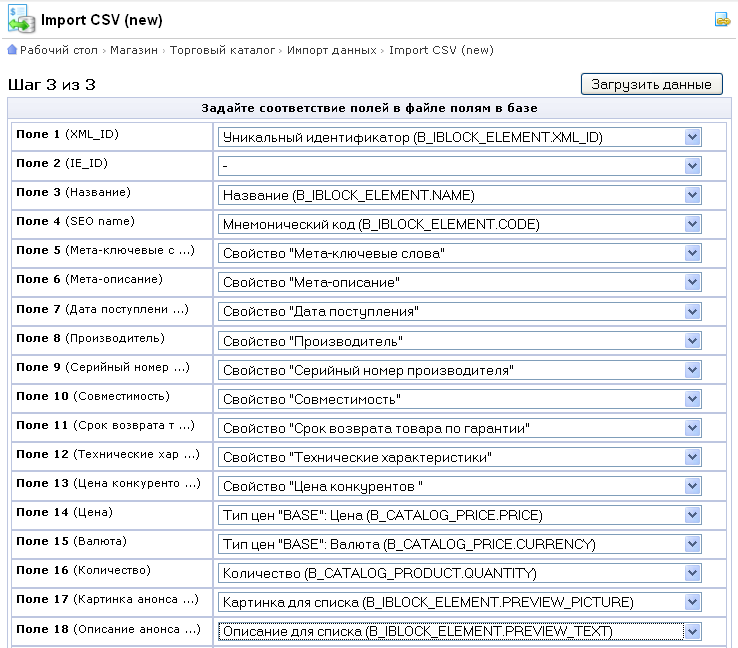 Import CSV (new)
Рабочий стол › Магазин › Торговый каталог › Импорт данных › Import CSV (new)
Шаг 3 из 3
Загрузить данные
Задайте соответствие полей в файле полям в базе
Поле 1 (XML_ID) Уникальный идентификатор (B_IBLOCK_ELEMENT.XML_ID)
Поле 2 (IE_ID) -
Поле 3 (Название) Название (B_IBLOCK_ELEMENT.NAME)
Поле 4 (SEO name) Мнемонический код (B_IBLOCK_ELEMENT.CODE)
Поле 5 (Мета-ключевые с ...) Свойство "Мета-ключевые слова"
Поле 6 (Мета-описание) Свойство "Мета-описание"
Поле 7 (Дата поступлени ...) Свойство "Дата поступления"
Поле 8 (Производитель) Свойство "Производитель"
Поле 9 (Серийный номер ...) Свойство "Серийный номер производителя"
Поле 10 (Совместимость) Свойство "Совместимость"
Поле 11 (Срок возврата т ...) Свойство "Срок возврата товара по гарантии"
Поле 12 (Технические хар ...) Свойство "Технические характеристики"
Поле 13 (Цена конкуренто ...) Свойство "Цена конкурентов "
Поле 14 (Цена) Тип цен "BASE": Цена (B_CATALOG_PRICE.PRICE)
Поле 15 (Валюта) Тип цен "BASE": Валюта (B_CATALOG_PRICE.CURRENCY)
Поле 16 (Количество) Количество (B_CATALOG_PRODUCT.QUANTITY)
Поле 17 (Картинка анонса ...) Картинка для списка (B_IBLOCK_ELEMENT.PREVIEW_PICTURE)
Поле 18 (Описание анонса ...) Описание для списка (B_IBLOCK_ELEMENT.PREVIEW_TEXT)